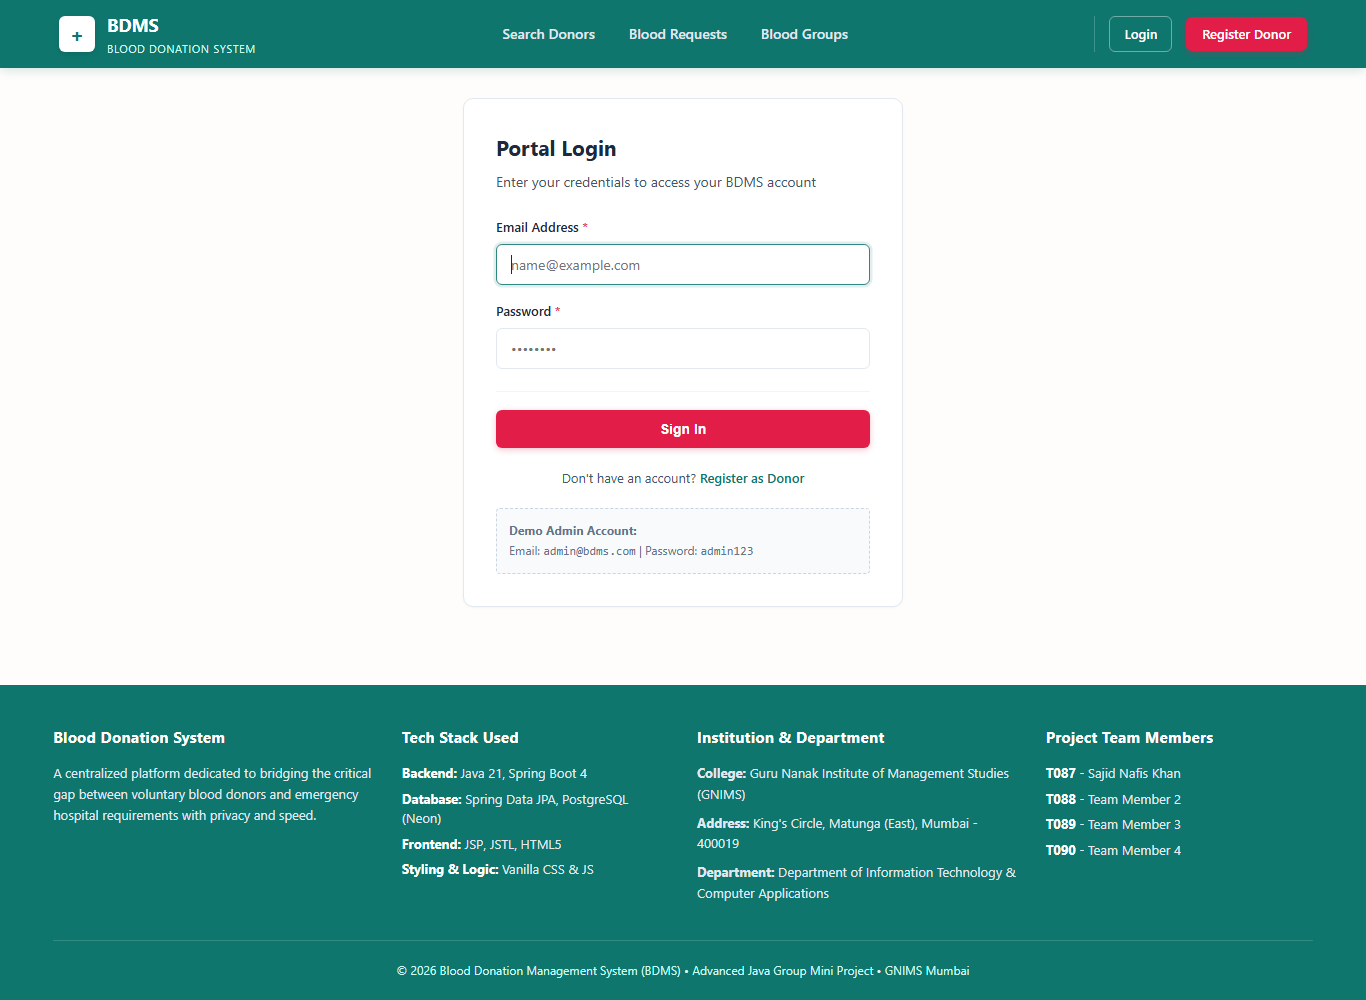 +
BDMS
BLOOD DONATION SYSTEM
Search Donors
Blood Requests
Blood Groups
Login
Register Donor
Portal Login
Enter your credentials to access your BDMS account
Email Address *
name@example.com
Password *
••••••••
Sign In
Don't have an account? Register as Donor
Demo Admin Account:
Email: admin@bdms.com | Password: admin123
Blood Donation System
A centralized platform dedicated to bridging the critical
gap between voluntary blood donors and emergency
hospital requirements with privacy and speed.
Tech Stack Used
Backend: Java 21, Spring Boot 4
Database: Spring Data JPA, PostgreSQL
(Neon)
Frontend: JSP, JSTL, HTML5
Styling & Logic: Vanilla CSS & JS
Institution & Department
College: Guru Nanak Institute of Management Studies
(GNIMS)
Address: King's Circle, Matunga (East), Mumbai -
400019
Department: Department of Information Technology &
Computer Applications
Project Team Members
T087 - Sajid Nafis Khan
T088 - Team Member 2
T089 - Team Member 3
T090 - Team Member 4
© 2026 Blood Donation Management System (BDMS) • Advanced Java Group Mini Project • GNIMS Mumbai